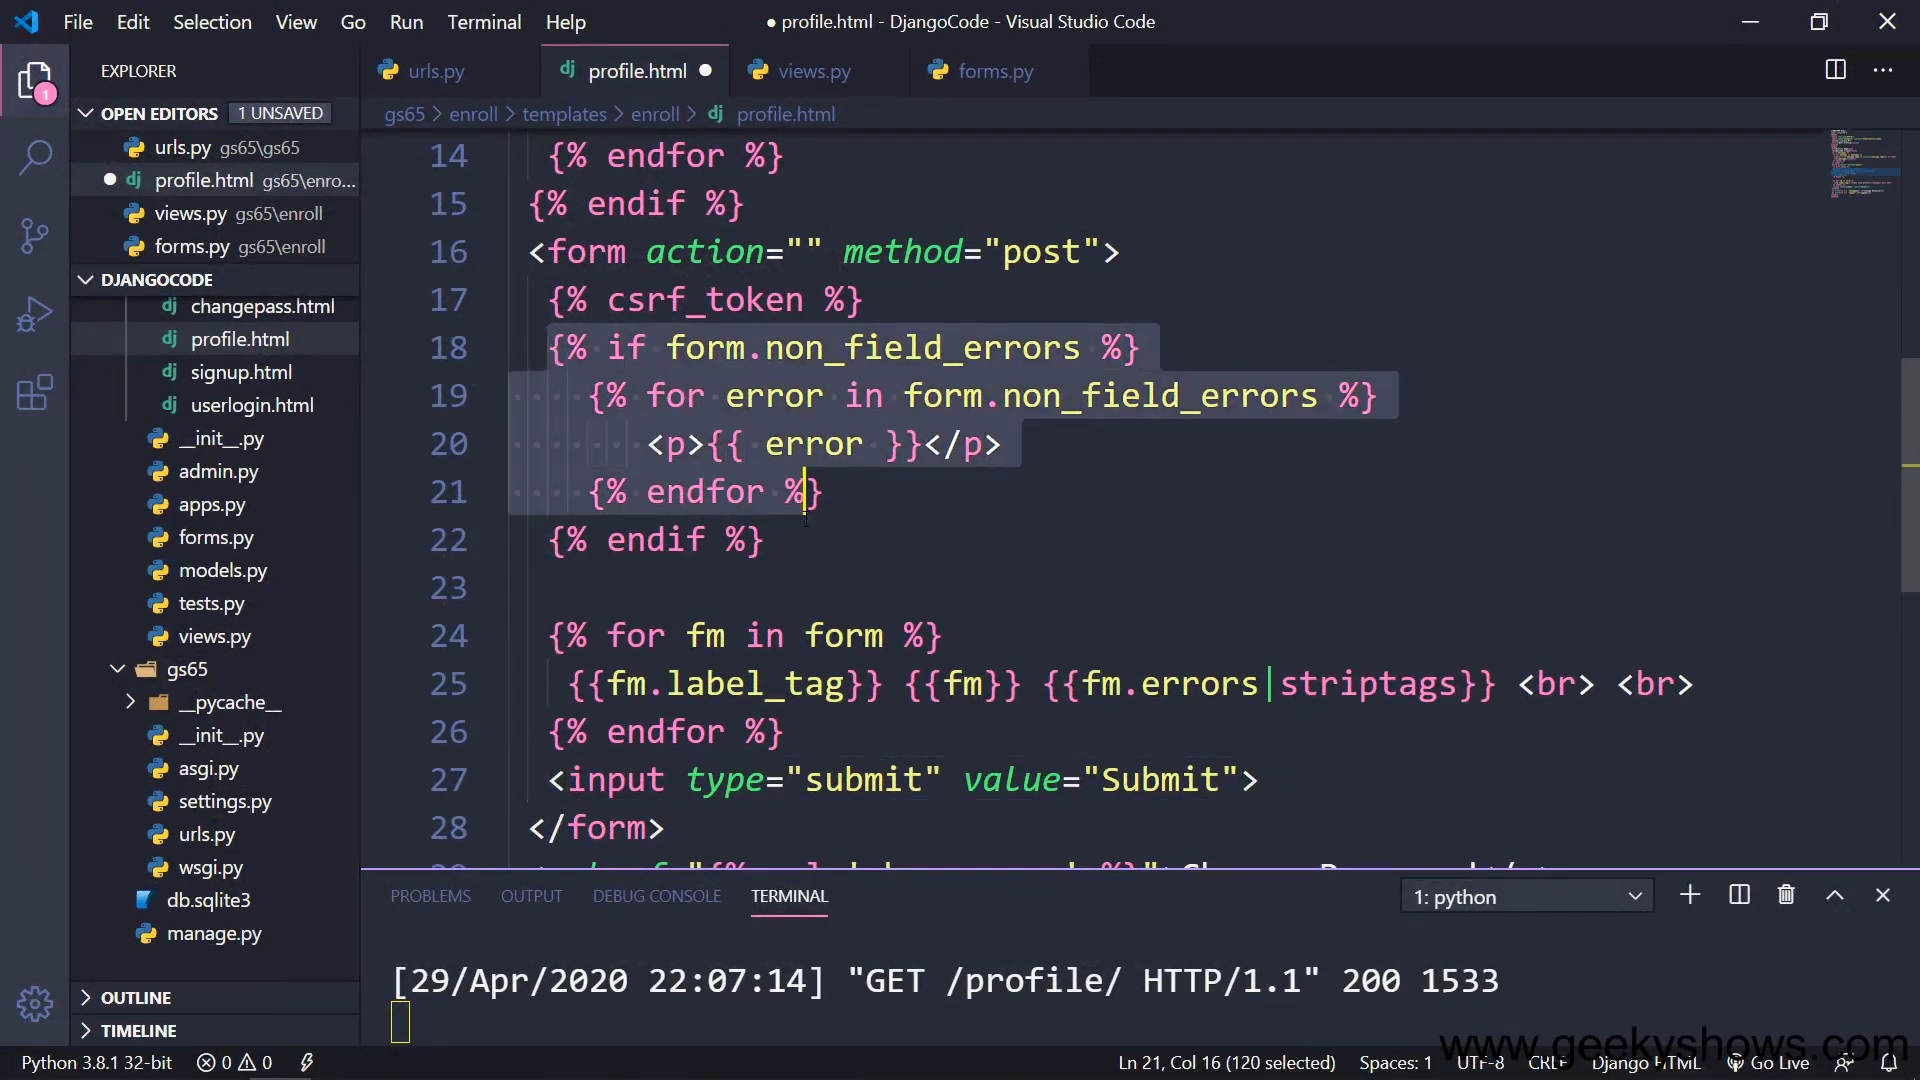 File Edit Selection View Go Run Terminal Help
● profile.html - DjangoCode - Visual Studio Code
EXPLORER
OPEN EDITORS 1 UNSAVED
urls.py gs65\gs65
profile.html gs65\enro...
views.py gs65\enroll
forms.py gs65\enroll
DJANGOCODE
changepass.html
profile.html
signup.html
userlogin.html
__init__.py
admin.py
apps.py
forms.py
models.py
tests.py
views.py
gs65
__pycache__
__init__.py
asgi.py
settings.py
urls.py
wsgi.py
db.sqlite3
manage.py
OUTLINE
TIMELINE
1
urls.py profile.html views.py forms.py
gs65 > enroll > templates > enroll > profile.html
14 {% endfor %}
15 {% endif %}
16 <form action="" method="post">
17 {% csrf_token %}
18 {% if form.non_field_errors %}
19 {% for error in form.non_field_errors %}
20 <p>{{ error }}</p>
21 {% endfor %}
22 {% endif %}
23
24 {% for fm in form %}
25 {{fm.label_tag}} {{fm}} {{fm.errors|striptags}} <br> <br>
26 {% endfor %}
27 <input type="submit" value="Submit">
28 </form>
PROBLEMS OUTPUT DEBUG CONSOLE TERMINAL
1: python
[29/Apr/2020 22:07:14] "GET /profile/ HTTP/1.1" 200 1533
www.geekyshows.com
Python 3.8.1 32-bit 0 0 Ln 21, Col 16 (120 selected) Spaces: 1 UTF-8 CRLF Django HTML Go Live